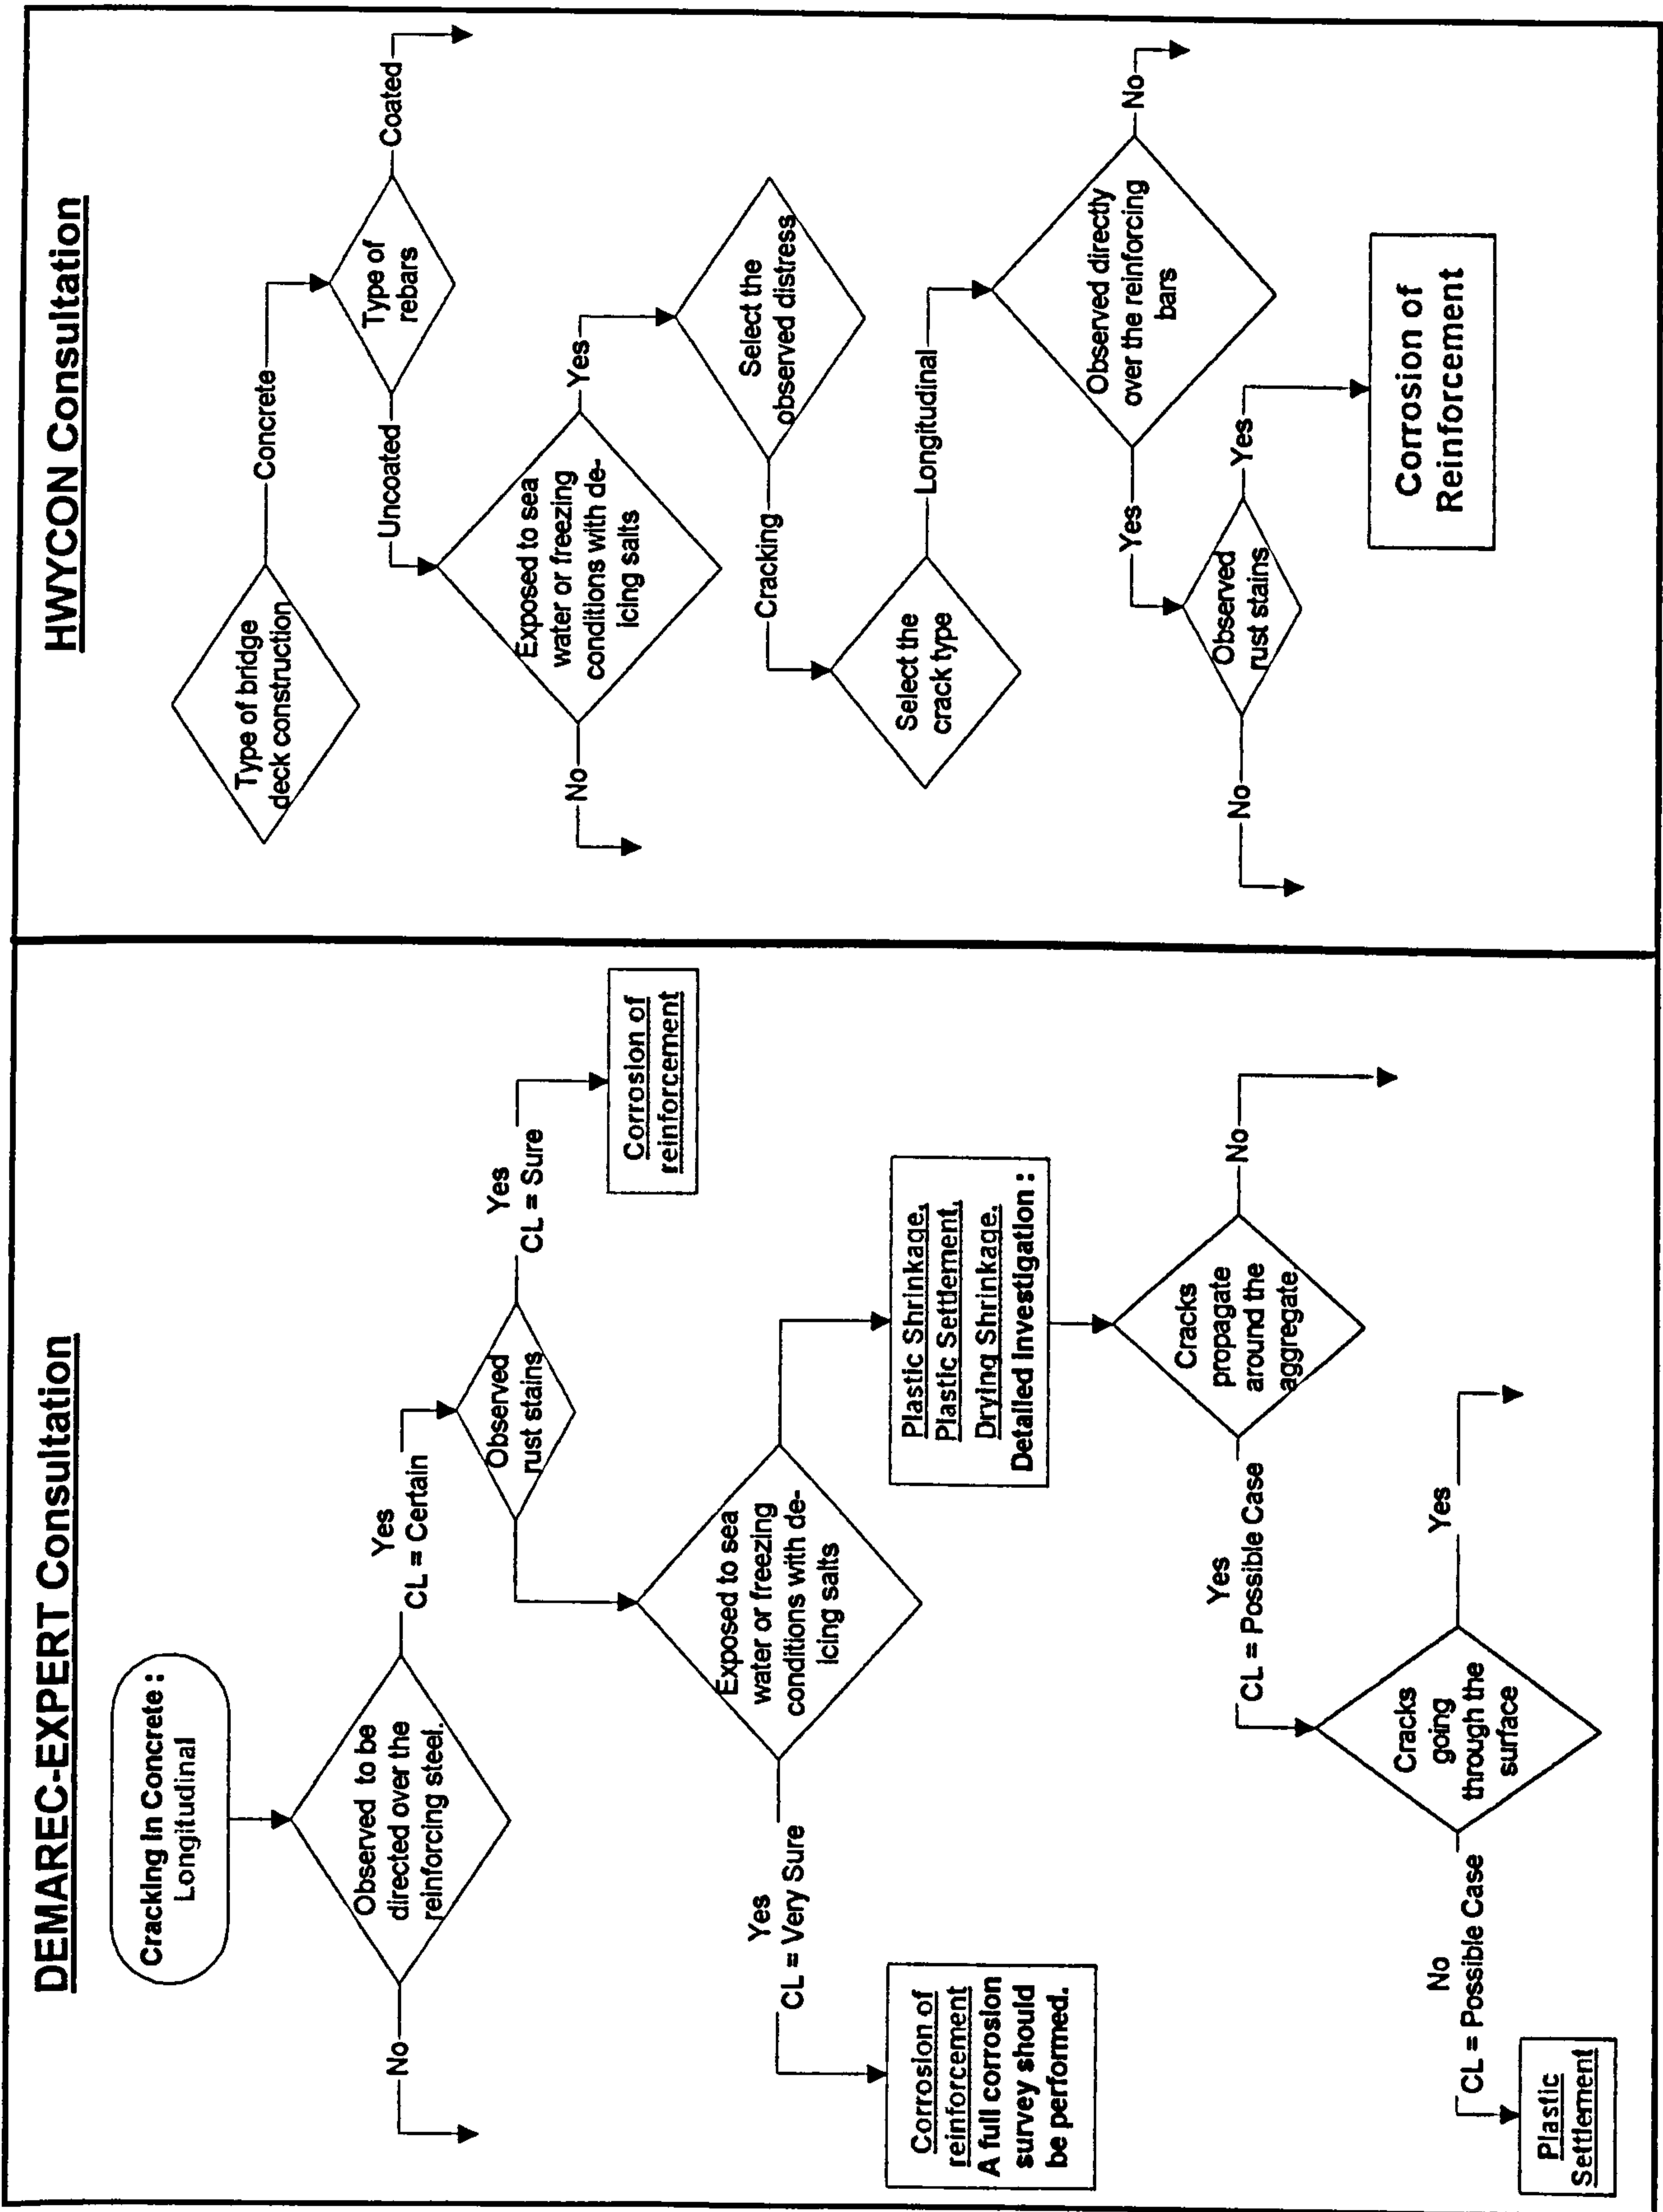 DEMAREC-EXPERT Consultation
Cracking in Concrete :
Longitudinal
Observed to be
directed over the
reinforcing steel.
No
Yes
CL = Certain
Observed
rust stains
Yes
CL = Sure
Corrosion of
reinforcement
Exposed to sea
water or freezing
conditions with de-
icing salts
Yes
CL = Very Sure
Corrosion of
reinforcement
A full corrosion
survey should
be performed.
Plastic Shrinkage.
Plastic Settlement.
Drying Shrinkage.
Detailed Investigation :
Cracks
propagate
around the
aggregate
No
Yes
CL = Possible Case
Cracks
going
through the
surface
Yes
No
CL = Possible Case
Plastic
Settlement
HWYCON Consultation
Type of bridge
deck construction
Concrete
Type of
rebars
Coated
Uncoated
Exposed to sea
water or freezing
conditions with de-
icing salts
No
Yes
Select the
observed distress
Cracking
Select the
crack type
Longitudinal
Observed directly
over the reinforcing
bars
No
Yes
Observed
rust stains
No
Yes
Corrosion of
Reinforcement